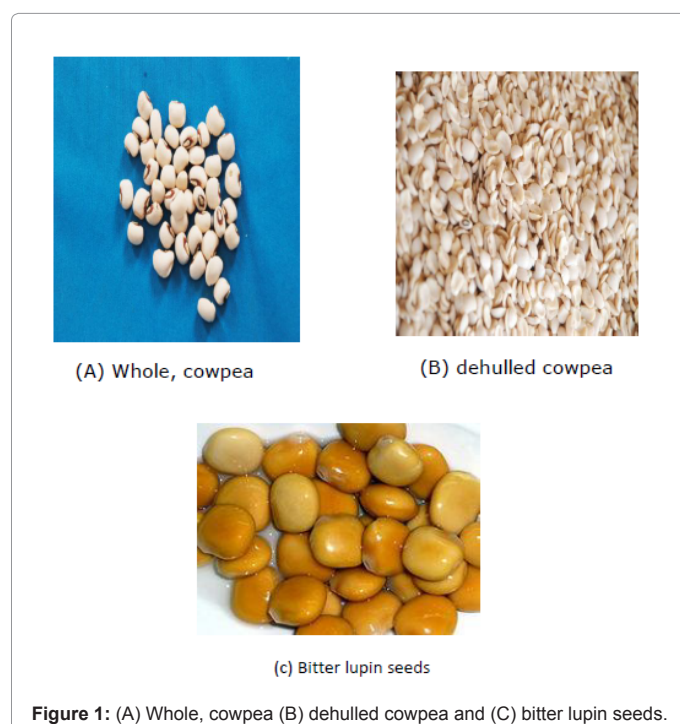 (A) Whole, cowpea
(B) dehulled cowpea
(c) Bitter lupin seeds
Figure 1: (A) Whole, cowpea (B) dehulled cowpea and (C) bitter lupin seeds.